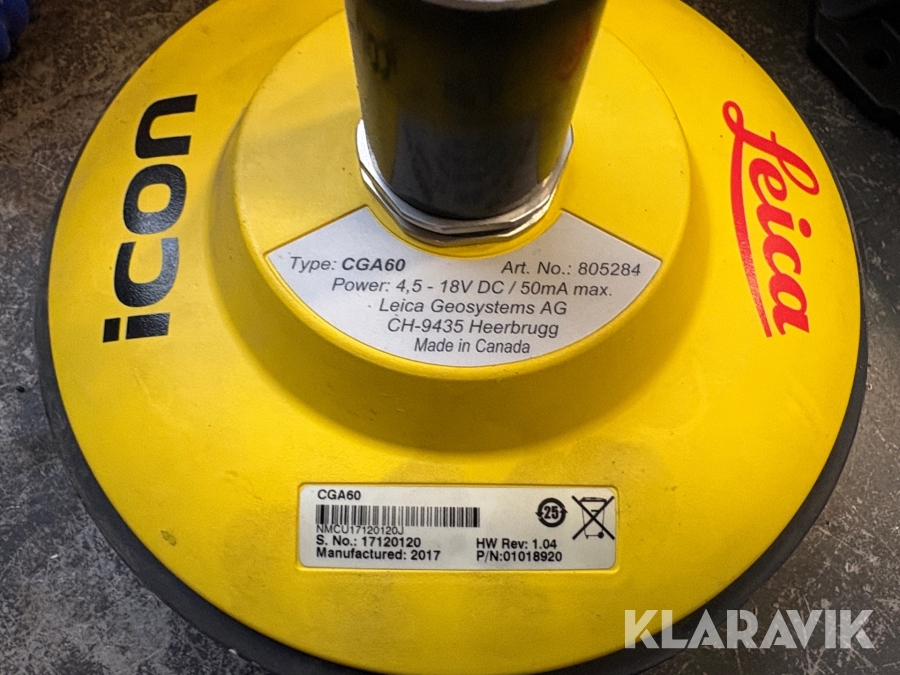 icon
Leica
Type: CGA60 Art. No.: 805284
Power: 4,5 - 18V DC / 50mA max.
Leica Geosystems AG
CH-9435 Heerbrugg
Made in Canada
CGA60
NMCU17120120J
S. No.: 17120120 HW Rev: 1.04
Manufactured: 2017 P/N:01018920
25
KLARAVIK